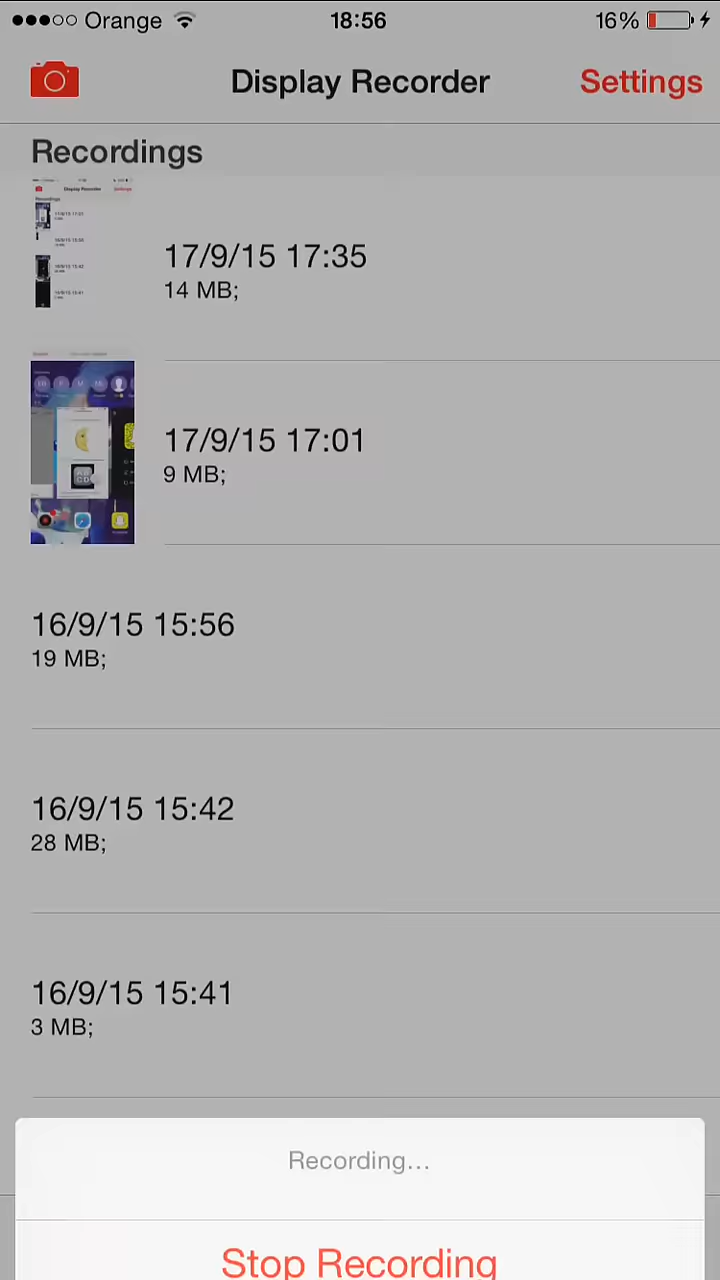 Orange 18:56 16%
Display Recorder Settings
Recordings
17/9/15 17:35
14 MB;
17/9/15 17:01
9 MB;
16/9/15 15:56
19 MB;
16/9/15 15:42
28 MB;
16/9/15 15:41
3 MB;
Recording...
Stop Recording